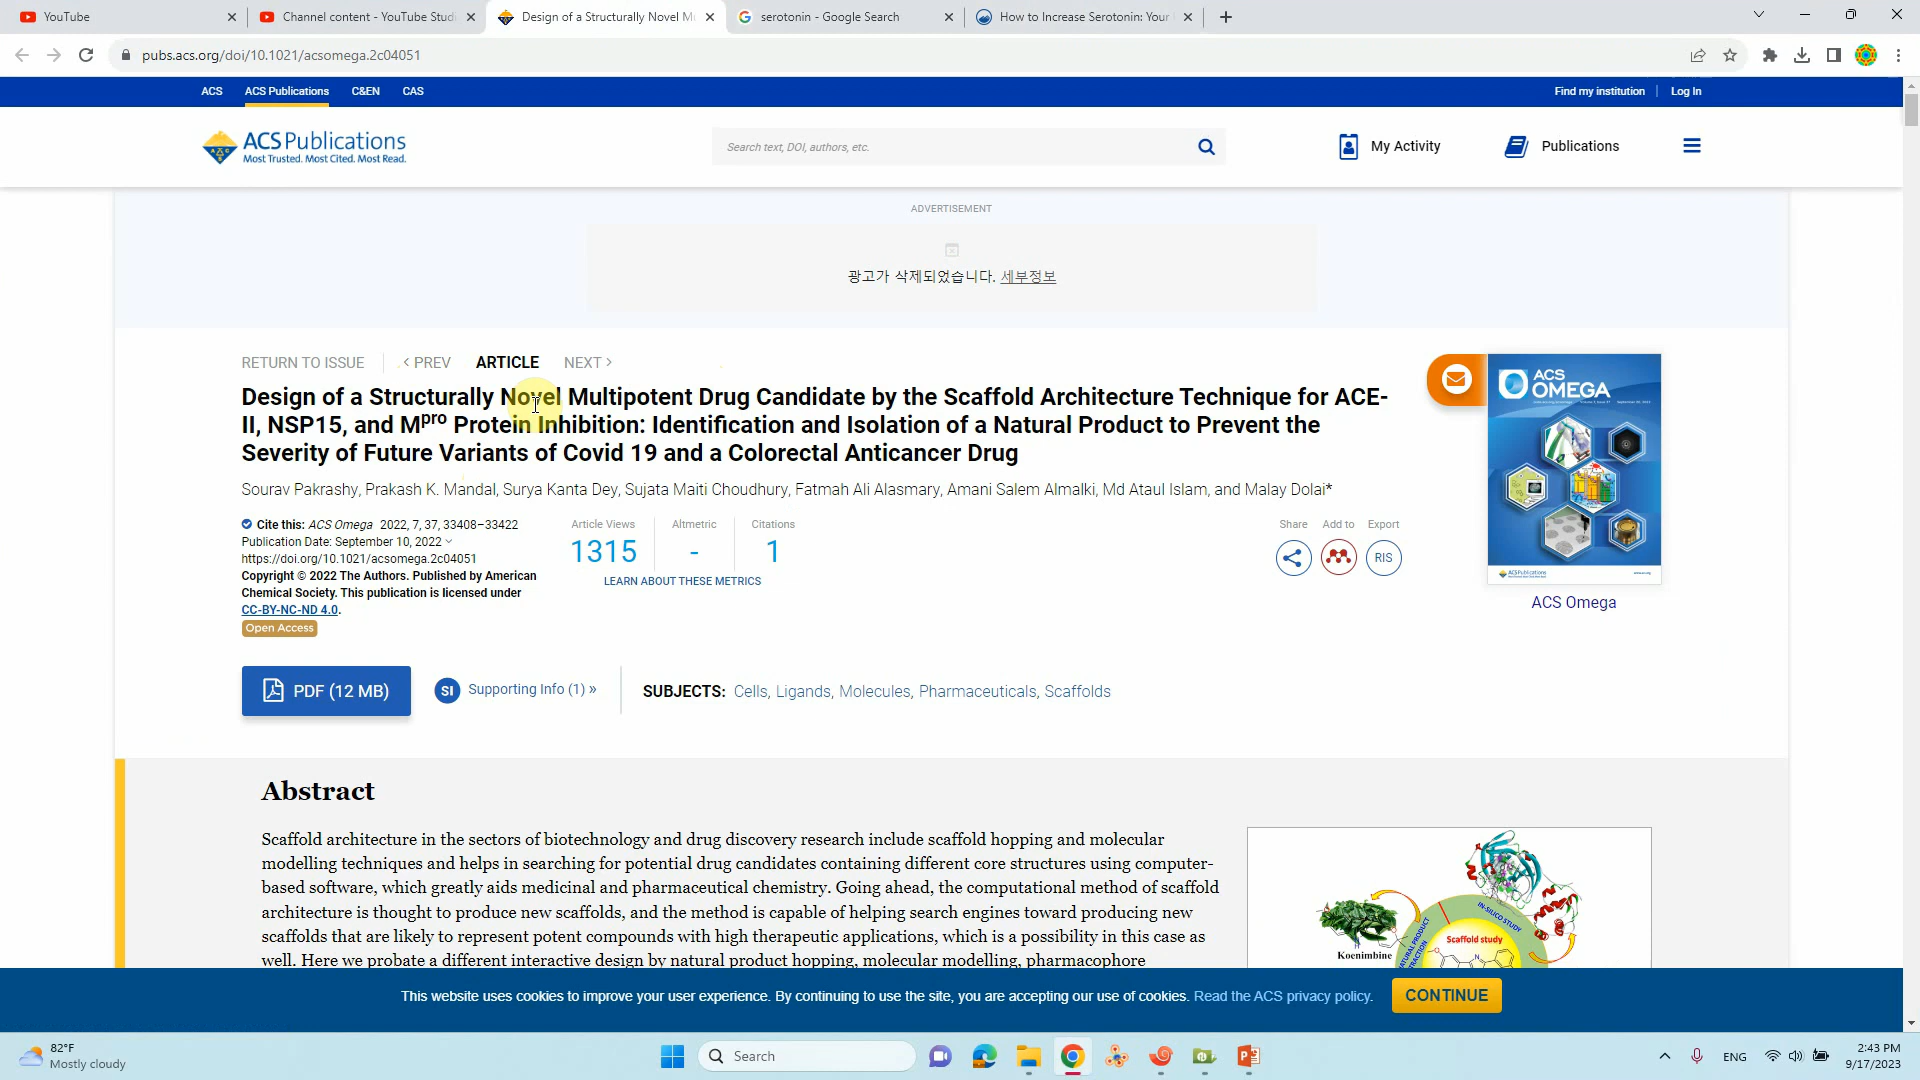 YouTube
Channel content - YouTube Studi
Design of a Structurally Novel Mu
serotonin - Google Search
How to Increase Serotonin: Your
pubs.acs.org/doi/10.1021/acsomega.2c04051
ACS
ACS Publications
C&EN
CAS
Find my institution
Log In
ACS Publications
Most Trusted. Most Cited. Most Read.
Search text, DOI, authors, etc.
My Activity
Publications
ADVERTISEMENT
광고가 삭제되었습니다. 세부정보
RETURN TO ISSUE
< PREV
ARTICLE
NEXT >
Design of a Structurally Novel Multipotent Drug Candidate by the Scaffold Architecture Technique for ACE-
II, NSP15, and Mpro Protein Inhibition: Identification and Isolation of a Natural Product to Prevent the
Severity of Future Variants of Covid 19 and a Colorectal Anticancer Drug
Sourav Pakrashy, Prakash K. Mandal, Surya Kanta Dey, Sujata Maiti Choudhury, Fatmah Ali Alasmary, Amani Salem Almalki, Md Ataul Islam, and Malay Dolai*
Cite this: ACS Omega 2022, 7, 37, 33408–33422
Publication Date: September 10, 2022
https://doi.org/10.1021/acsomega.2c04051
Copyright © 2022 The Authors. Published by American
Chemical Society. This publication is licensed under
CC-BY-NC-ND 4.0.
Open Access
Article Views
1315
Altmetric
-
Citations
1
LEARN ABOUT THESE METRICS
Share
Add to
Export
RIS
ACS
OMEGA
ACS Omega
PDF (12 MB)
SI
Supporting Info (1) »
SUBJECTS: Cells, Ligands, Molecules, Pharmaceuticals, Scaffolds
Abstract
Scaffold architecture in the sectors of biotechnology and drug discovery research include scaffold hopping and molecular
modelling techniques and helps in searching for potential drug candidates containing different core structures using computer-
based software, which greatly aids medicinal and pharmaceutical chemistry. Going ahead, the computational method of scaffold
architecture is thought to produce new scaffolds, and the method is capable of helping search engines toward producing new
scaffolds that are likely to represent potent compounds with high therapeutic applications, which is a possibility in this case as
well. Here we probate a different interactive design by natural product hopping, molecular modelling, pharmacophore
Koenimbine
IN-SILICO STUDY
Scaffold study
This website uses cookies to improve your user experience. By continuing to use the site, you are accepting our use of cookies. Read the ACS privacy policy.
CONTINUE
82°F
Mostly cloudy
Search
ENG
2:43 PM
9/17/2023